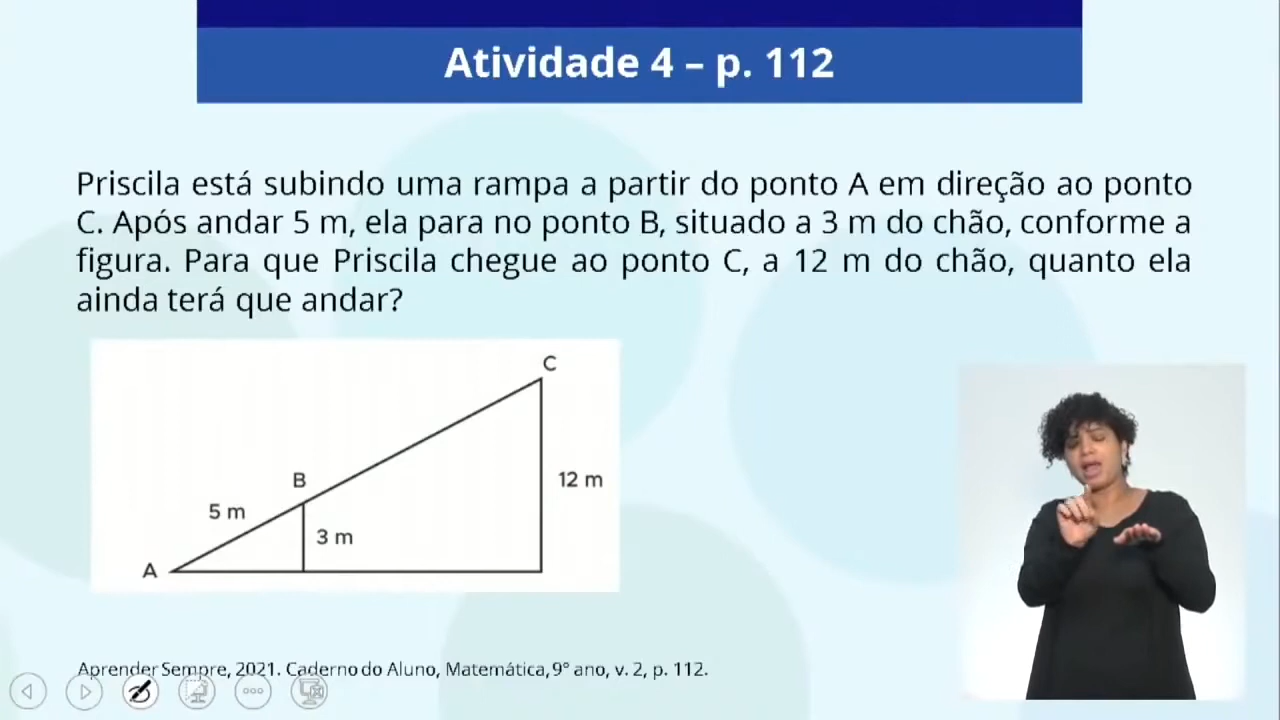 Atividade 4 – p. 112
Priscila está subindo uma rampa a partir do ponto A em direção ao ponto
C. Após andar 5 m, ela para no ponto B, situado a 3 m do chão, conforme a
figura. Para que Priscila chegue ao ponto C, a 12 m do chão, quanto ela
ainda terá que andar?
C
B
12 m
5 m
3 m
A
Aprender Sempre, 2021. Caderno do Aluno, Matemática, 9° ano, v. 2, p. 112.